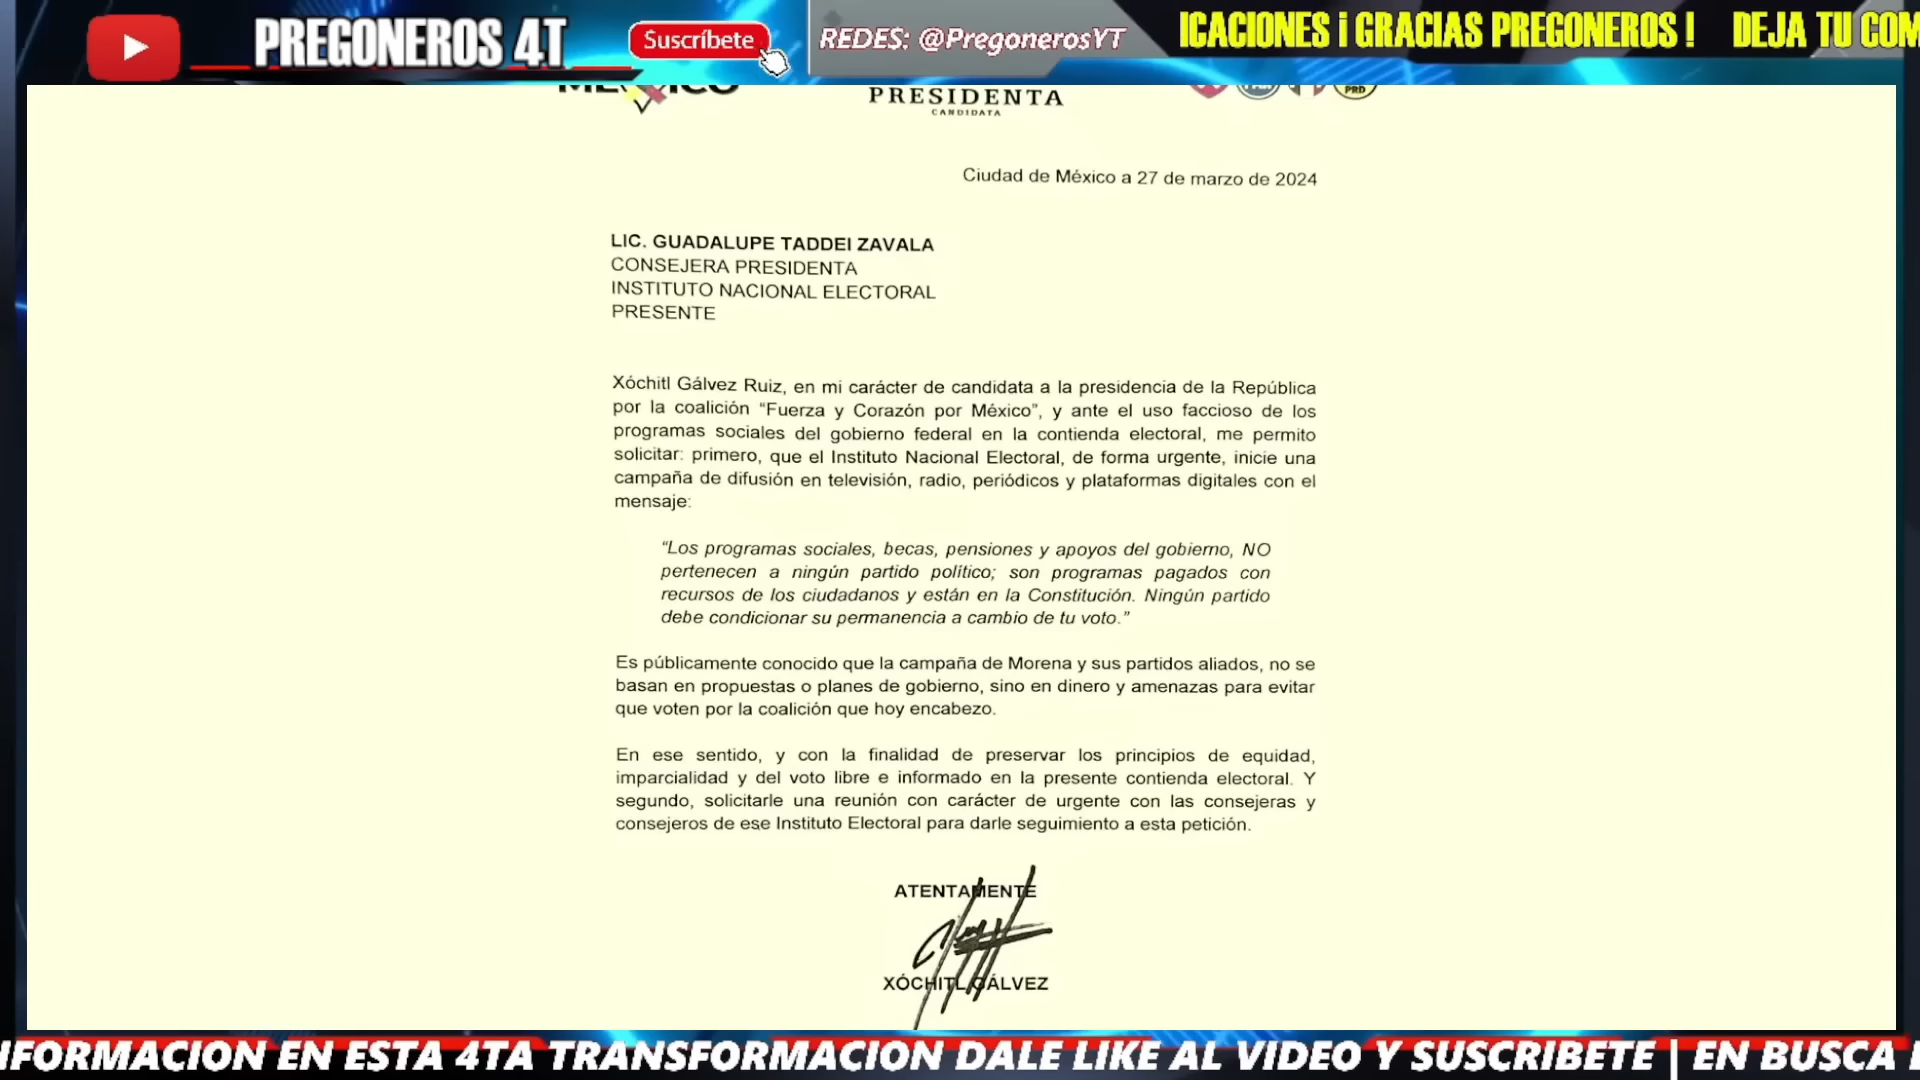 PREGONEROS 4T
Suscríbete
REDES: @PregonerosYT
ICACIONES ¡ GRACIAS PREGONEROS ! DEJA TU COM
MÉXICO
PRESIDENTA
CANDIDATA
PRD
Ciudad de México a 27 de marzo de 2024
LIC. GUADALUPE TADDEI ZAVALA
CONSEJERA PRESIDENTA
INSTITUTO NACIONAL ELECTORAL
PRESENTE
Xóchitl Gálvez Ruiz, en mi carácter de candidata a la presidencia de la República
por la coalición “Fuerza y Corazón por México”, y ante el uso faccioso de los
programas sociales del gobierno federal en la contienda electoral, me permito
solicitar: primero, que el Instituto Nacional Electoral, de forma urgente, inicie una
campaña de difusión en televisión, radio, periódicos y plataformas digitales con el
mensaje:
“Los programas sociales, becas, pensiones y apoyos del gobierno, NO
pertenecen a ningún partido político; son programas pagados con
recursos de los ciudadanos y están en la Constitución. Ningún partido
debe condicionar su permanencia a cambio de tu voto.”
Es públicamente conocido que la campaña de Morena y sus partidos aliados, no se
basan en propuestas o planes de gobierno, sino en dinero y amenazas para evitar
que voten por la coalición que hoy encabezo.
En ese sentido, y con la finalidad de preservar los principios de equidad,
imparcialidad y del voto libre e informado en la presente contienda electoral. Y
segundo, solicitarle una reunión con carácter de urgente con las consejeras y
consejeros de ese Instituto Electoral para darle seguimiento a esta petición.
ATENTAMENTE
XÓCHITL GÁLVEZ
NFORMACION EN ESTA 4TA TRANSFORMACION DALE LIKE AL VIDEO Y SUSCRIBETE | EN BUSCA